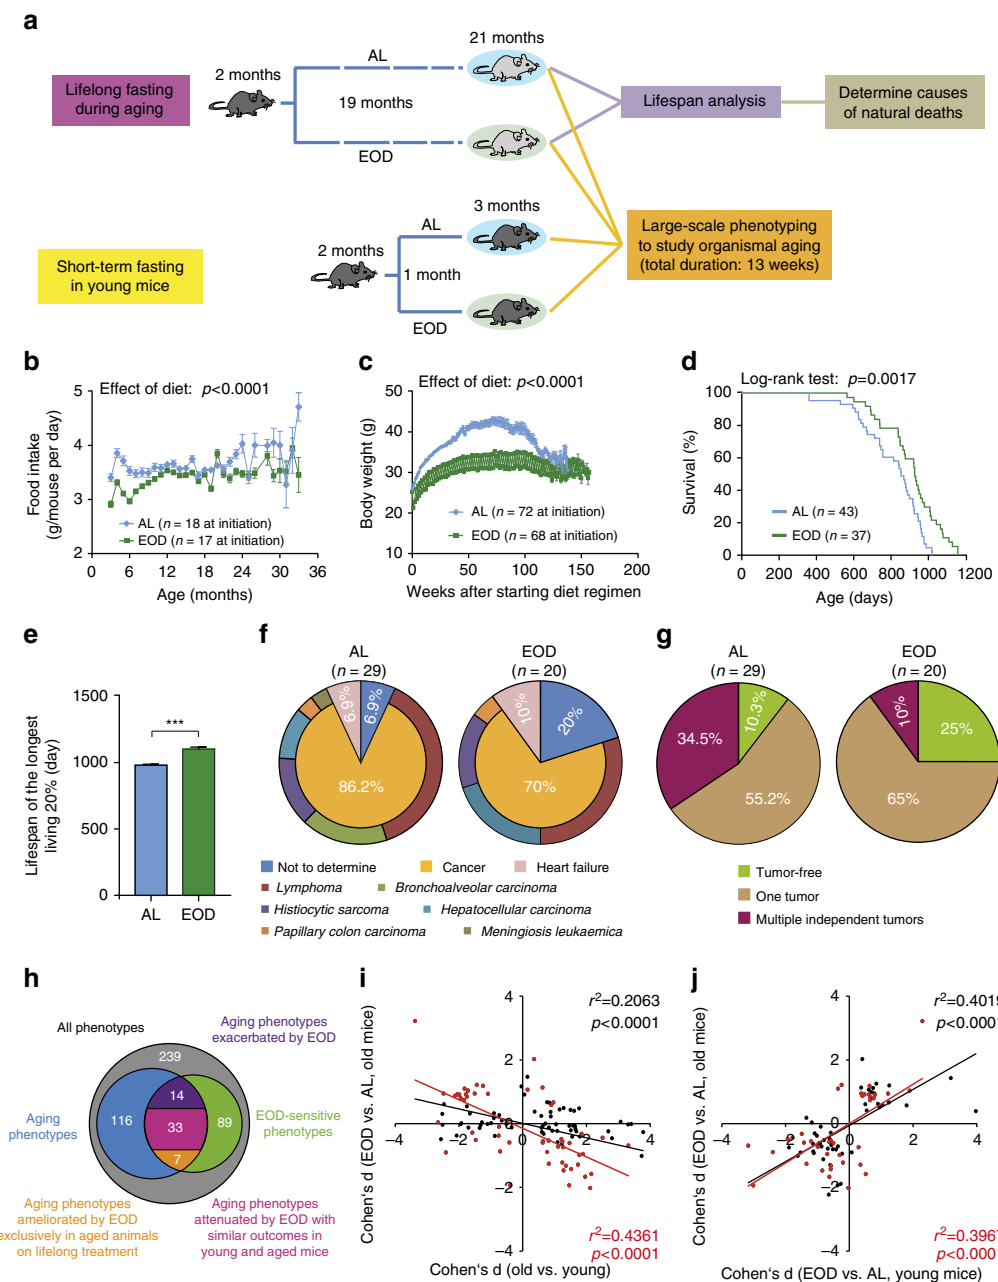 a
Lifelong fasting
during aging
2 months
AL
19 months
EOD
21 months
Lifespan analysis
Determine causes
of natural deaths
Short-term fasting
in young mice
2 months
AL
1 month
EOD
3 months
Large-scale phenotyping
to study organismal aging
(total duration: 13 weeks)
b
Effect of diet: p<0.0001
Food intake
(g/mouse per day)
5
4
3
2
AL (n = 18 at initiation)
EOD (n = 17 at initiation)
0 6 12 18 24 30 36
Age (months)
c
Effect of diet: p<0.0001
Body weight (g)
50
40
30
20
10
AL (n = 72 at initiation)
EOD (n = 68 at initiation)
0 50 100 150 200
Weeks after starting diet regimen
d
Log-rank test: p=0.0017
Survival (%)
100
80
60
40
20
0
AL (n = 43)
EOD (n = 37)
0 200 400 600 800 1000 1200
Age (days)
e
Lifespan of the longest
living 20% (day)
1500
1000
500
0
***
AL EOD
f
AL
(n = 29)
6.9% 6.9%
86.2%
EOD
(n = 20)
10% 20%
70%
Not to determine Cancer Heart failure
Lymphoma Bronchoalveolar carcinoma
Histiocytic sarcoma Hepatocellular carcinoma
Papillary colon carcinoma Meningiosis leukaemica
g
AL
(n = 29)
10.3%
34.5%
55.2%
EOD
(n = 20)
10%
25%
65%
Tumor-free
One tumor
Multiple independent tumors
h
All phenotypes
Aging phenotypes
exacerbated by EOD
239
14
116 33 89
7
Aging
phenotypes
EOD-sensitive
phenotypes
Aging phenotypes
ameliorated by EOD
exclusively in aged animals
on lifelong treatment
Aging phenotypes
attenuated by EOD with
similar outcomes in
young and aged mice
i
Cohen's d (EOD vs. AL, old mice)
4
2
0
−2
−4
−4 −2 0 2 4
r2=0.2063
p<0.0001
r2=0.4361
p<0.0001
Cohen's d (old vs. young)
j
Cohen's d (EOD vs. AL, old mice)
4
2
0
−2
−4
−4 −2 0 2 4
r2=0.4019
p<0.0001
r2=0.3967
p<0.0001
Cohen's d (EOD vs. AL, young mice)